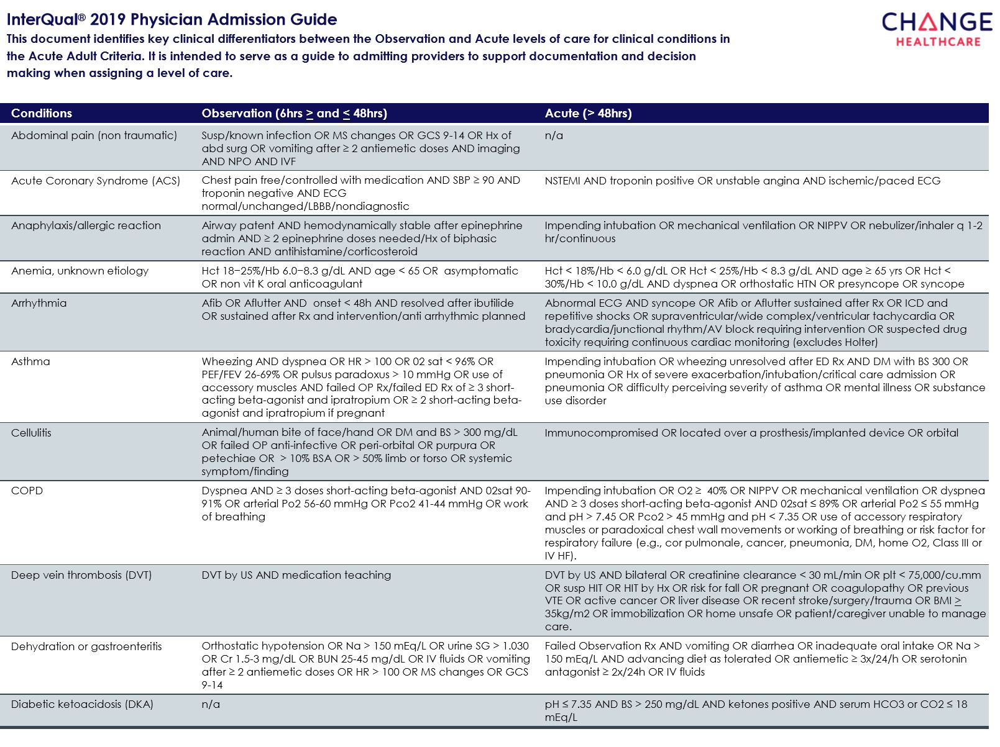 InterQual® 2019 Physician Admission Guide
This document identifies key clinical differentiators between the Observation and Acute levels of care for clinical conditions in
the Acute Adult Criteria. It is intended to serve as a guide to admitting providers to support documentation and decision
making when assigning a level of care.
CHANGE
HEALTHCARE
Conditions
Observation (6hrs ≥ and ≤ 48hrs)
Acute (> 48hrs)
Abdominal pain (non traumatic)
Susp/known infection OR MS changes OR GCS 9-14 OR Hx of
abd surg OR vomiting after ≥ 2 antiemetic doses AND imaging
AND NPO AND IVF
n/a
Acute Coronary Syndrome (ACS)
Chest pain free/controlled with medication AND SBP ≥ 90 AND
troponin negative AND ECG
normal/unchanged/LBBB/nondiagnostic
NSTEMI AND troponin positive OR unstable angina AND ischemic/paced ECG
Anaphylaxis/allergic reaction
Airway patent AND hemodynamically stable after epinephrine
admin AND ≥ 2 epinephrine doses needed/Hx of biphasic
reaction AND antihistamine/corticosteroid
Impending intubation OR mechanical ventilation OR NIPPV OR nebulizer/inhaler q 1-2
hr/continuous
Anemia, unknown etiology
Hct 18–25%/Hb 6.0–8.3 g/dL AND age < 65 OR  asymptomatic
OR non vit K oral anticoagulant
Hct < 18%/Hb < 6.0 g/dL OR Hct < 25%/Hb < 8.3 g/dL AND age ≥ 65 yrs OR Hct <
30%/Hb < 10.0 g/dL AND dyspnea OR orthostatic HTN OR presyncope OR syncope
Arrhythmia
Afib OR Aflutter AND  onset < 48h AND resolved after ibutilide
OR sustained after Rx and intervention/anti arrhythmic planned
Abnormal ECG AND syncope OR Afib or Aflutter sustained after Rx OR ICD and
repetitive shocks OR supraventricular/wide complex/ventricular tachycardia OR
bradycardia/junctional rhythm/AV block requiring intervention OR suspected drug
toxicity requiring continuous cardiac monitoring (excludes Holter)
Asthma
Wheezing AND dyspnea OR HR > 100 OR 02 sat < 96% OR
PEF/FEV 26-69% OR pulsus paradoxus > 10 mmHg OR use of
accessory muscles AND failed OP Rx/failed ED Rx of ≥ 3 short-
acting beta-agonist and ipratropium OR ≥ 2 short-acting beta-
agonist and ipratropium if pregnant
Impending intubation OR wheezing unresolved after ED Rx AND DM with BS 300 OR
pneumonia OR Hx of severe exacerbation/intubation/critical care admission OR
pneumonia OR difficulty perceiving severity of asthma OR mental illness OR substance
use disorder
Cellulitis
Animal/human bite of face/hand OR DM and BS > 300 mg/dL
OR failed OP anti-infective OR peri-orbital OR purpura OR
petechiae OR  > 10% BSA OR > 50% limb or torso OR systemic
symptom/finding
Immunocompromised OR located over a prosthesis/implanted device OR orbital
COPD
Dyspnea AND ≥ 3 doses short-acting beta-agonist AND 02sat 90-
91% OR arterial Po2 56-60 mmHg OR Pco2 41-44 mmHg OR work
of breathing
Impending intubation OR O2 ≥  40% OR NIPPV OR mechanical ventilation OR dyspnea
AND ≥ 3 doses short-acting beta-agonist AND 02sat ≤ 89% OR arterial Po2 ≤ 55 mmHg
and pH > 7.45 OR Pco2 > 45 mmHg and pH < 7.35 OR use of accessory respiratory
muscles or paradoxical chest wall movements or working of breathing or risk factor for
respiratory failure (e.g., cor pulmonale, cancer, pneumonia, DM, home O2, Class III or
IV HF).
Deep vein thrombosis (DVT)
DVT by US AND medication teaching
DVT by US AND bilateral OR creatinine clearance < 30 mL/min OR plt < 75,000/cu.mm
OR susp HIT OR HIT by Hx OR risk for fall OR pregnant OR coagulopathy OR previous
VTE OR active cancer OR liver disease OR recent stroke/surgery/trauma OR BMI ≥
35kg/m2 OR immobilization OR home unsafe OR patient/caregiver unable to manage
care.
Dehydration or gastroenteritis
Orthostatic hypotension OR Na > 150 mEq/L OR urine SG > 1.030
OR Cr 1.5-3 mg/dL OR BUN 25-45 mg/dL OR IV fluids OR vomiting
after ≥ 2 antiemetic doses OR HR > 100 OR MS changes OR GCS
9-14
Failed Observation Rx AND vomiting OR diarrhea OR inadequate oral intake OR Na >
150 mEq/L AND advancing diet as tolerated OR antiemetic ≥ 3x/24/h OR serotonin
antagonist ≥ 2x/24h OR IV fluids
Diabetic ketoacidosis (DKA)
n/a
pH ≤ 7.35 AND BS > 250 mg/dL AND ketones positive AND serum HCO3 or CO2 ≤ 18
mEq/L